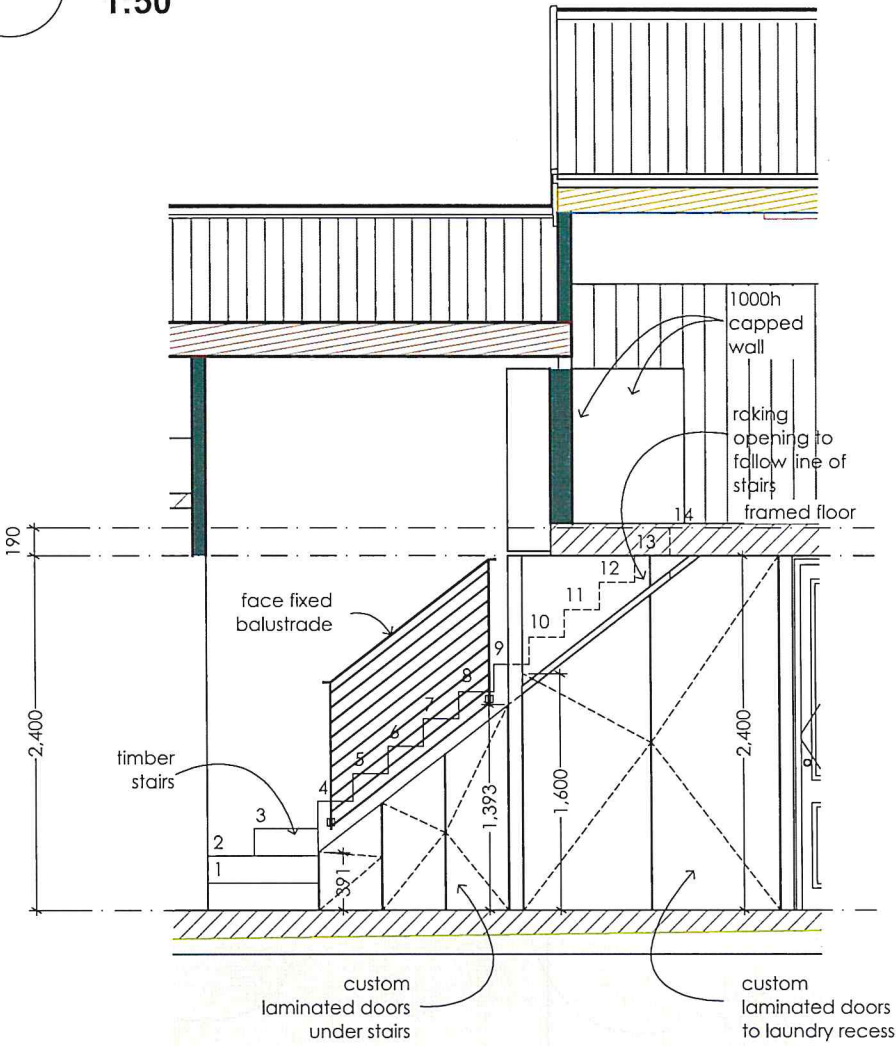 1:50
1000h
capped
wall
raking
opening to
follow line of
stairs
14
framed floor
190
13
12
11
10
9
8
7
6
5
4
3
2
1
face fixed
balustrade
timber
stairs
2,400
391
1,393
1,600
2,400
custom
laminated doors
under stairs
custom
laminated doors
to laundry recess